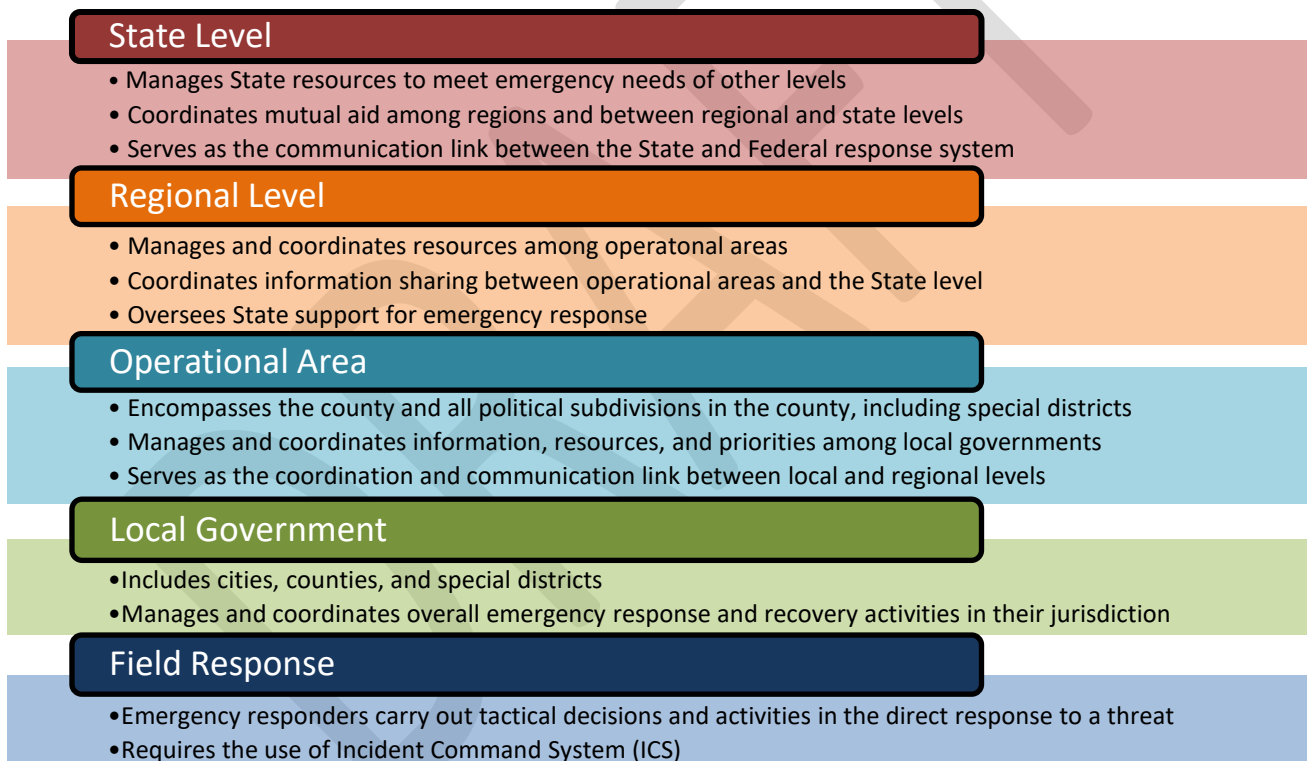 State Level
• Manages State resources to meet emergency needs of other levels
• Coordinates mutual aid among regions and between regional and state levels
• Serves as the communication link between the State and Federal response system
Regional Level
• Manages and coordinates resources among operatonal areas
• Coordinates information sharing between operational areas and the State level
• Oversees State support for emergency response
Operational Area
• Encompasses the county and all political subdivisions in the county, including special districts
• Manages and coordinates information, resources, and priorities among local governments
• Serves as the coordination and communication link between local and regional levels
Local Government
•Includes cities, counties, and special districts
•Manages and coordinates overall emergency response and recovery activities in their jurisdiction
Field Response
•Emergency responders carry out tactical decisions and activities in the direct response to a threat
•Requires the use of Incident Command System (ICS)
DRAFT